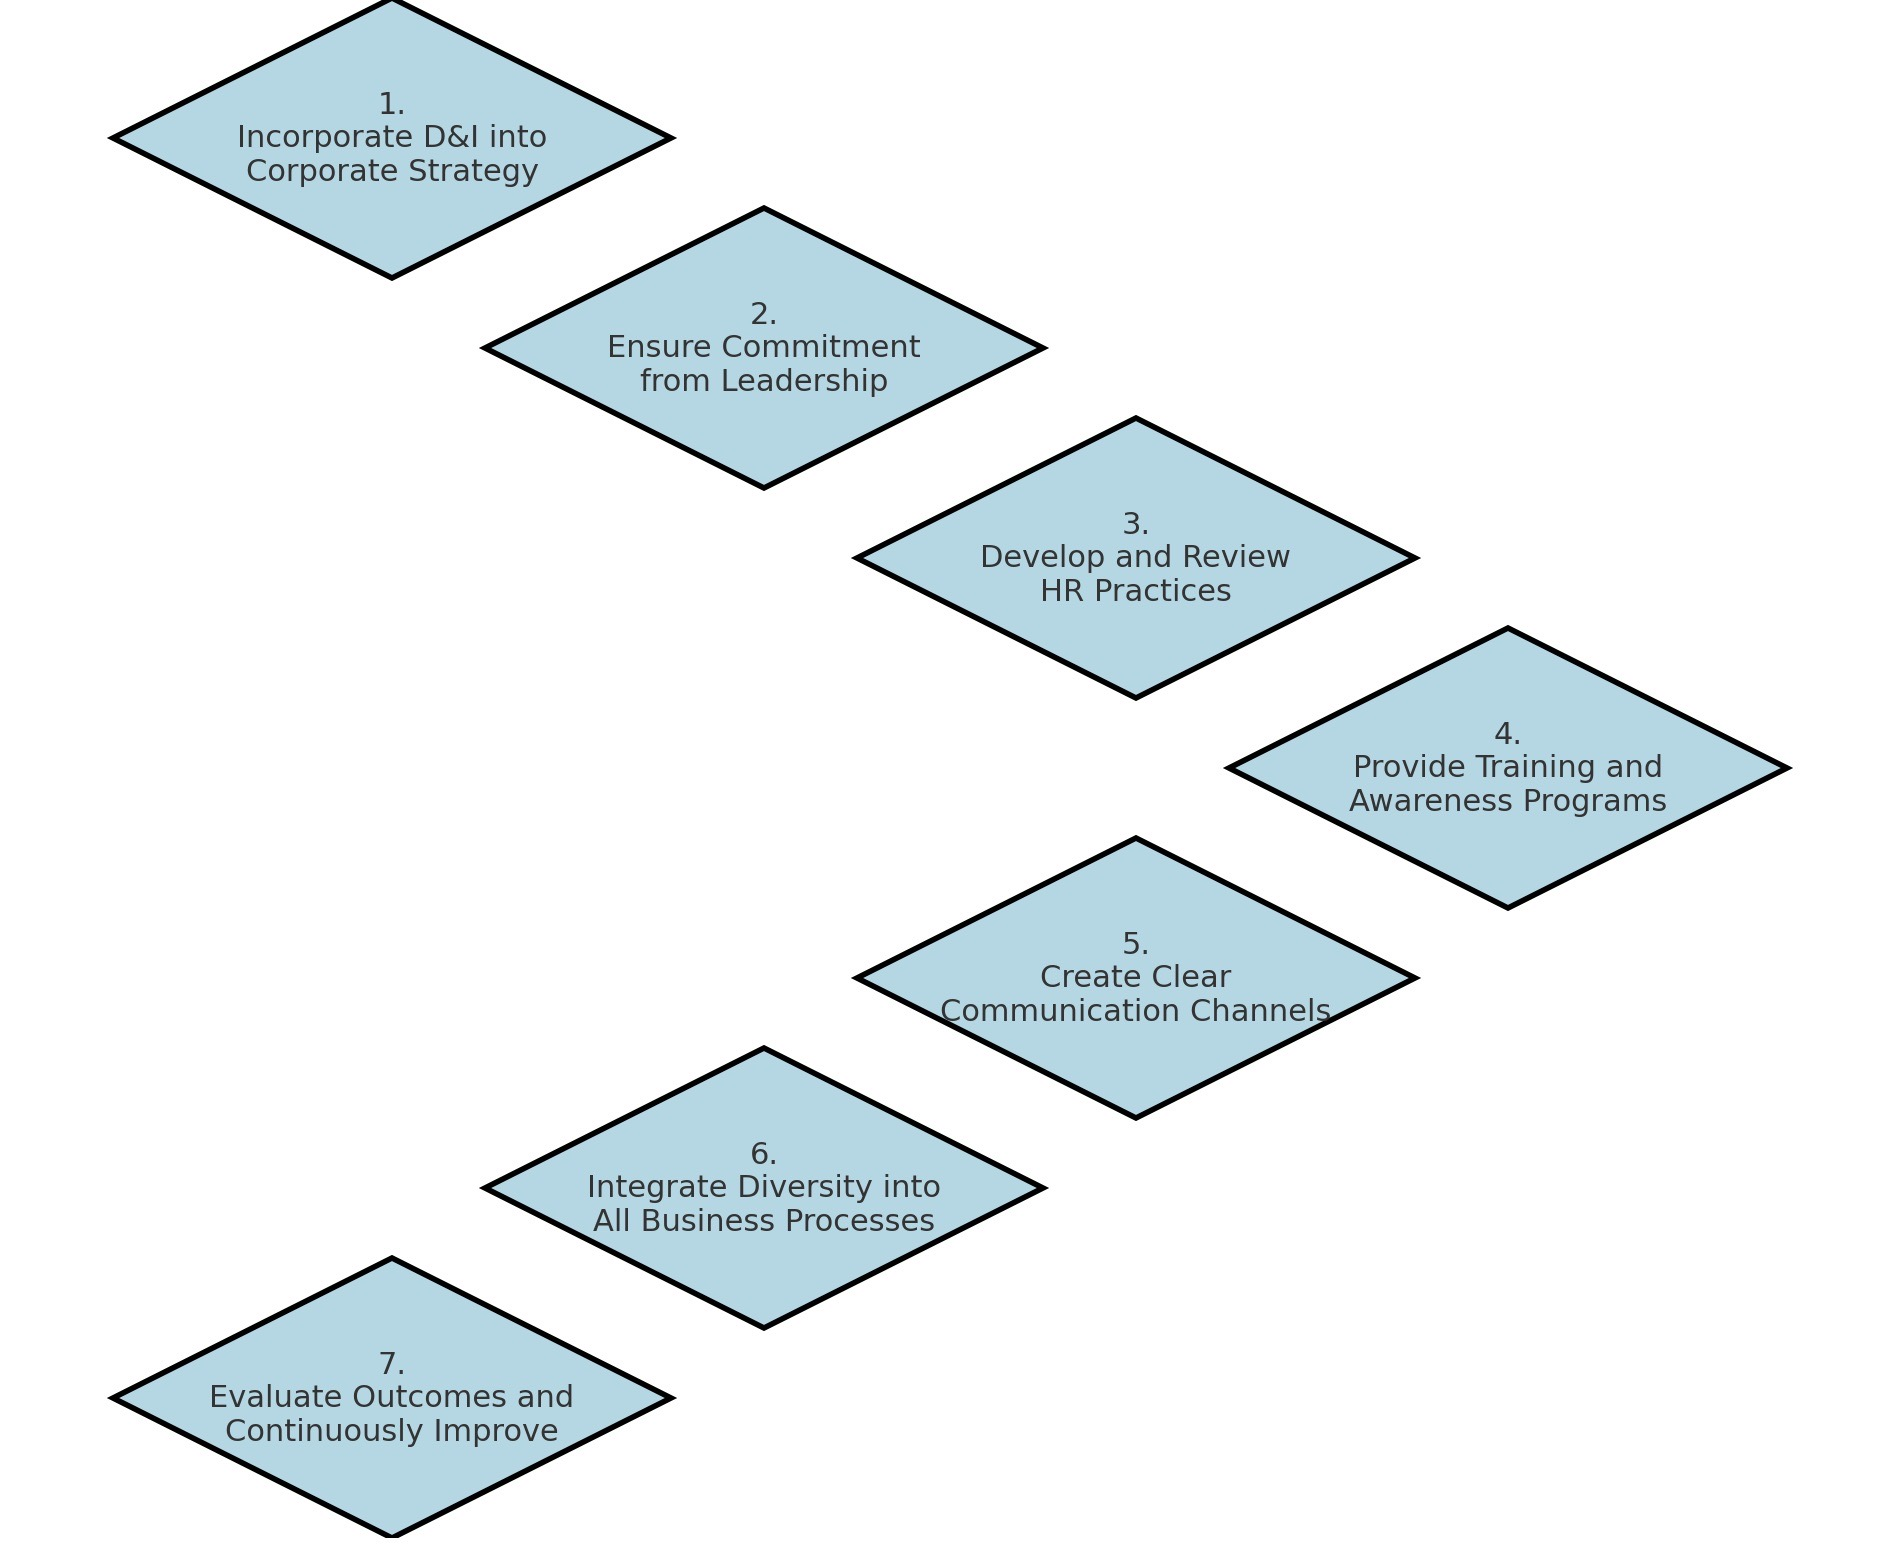 1.
Incorporate D&I into
Corporate Strategy
2.
Ensure Commitment
from Leadership
3.
Develop and Review
HR Practices
4.
Provide Training and
Awareness Programs
5.
Create Clear
Communication Channels
6.
Integrate Diversity into
All Business Processes
7.
Evaluate Outcomes and
Continuously Improve